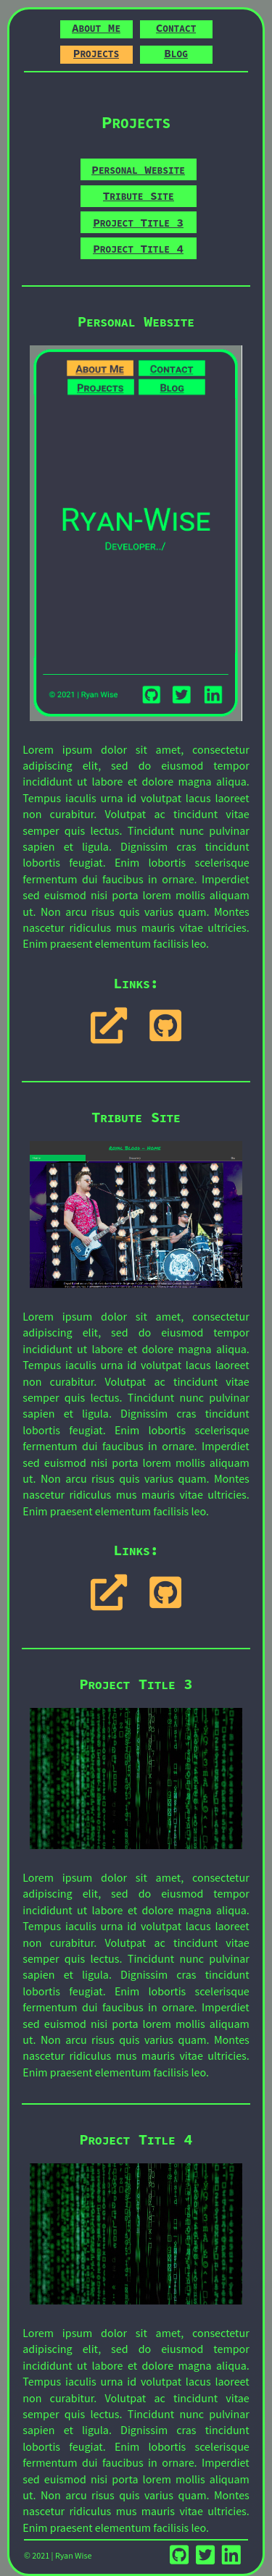 About Me Contact
Projects Blog
Projects
Personal Website
Tribute Site
Project Title 3
Project Title 4
Personal Website
About Me Contact
Projects Blog
Ryan-Wise
Developer../
© 2021 | Ryan Wise
Lorem ipsum dolor sit amet, consectetur
adipiscing elit, sed do eiusmod tempor
incididunt ut labore et dolore magna aliqua.
Tempus iaculis urna id volutpat lacus laoreet
non curabitur. Volutpat ac tincidunt vitae
semper quis lectus. Tincidunt nunc pulvinar
sapien et ligula. Dignissim cras tincidunt
lobortis feugiat. Enim lobortis scelerisque
fermentum dui faucibus in ornare. Imperdiet
sed euismod nisi porta lorem mollis aliquam
ut. Non arcu risus quis varius quam. Montes
nascetur ridiculus mus mauris vitae ultricies.
Enim praesent elementum facilisis leo.
Links:
Tribute Site
Royal Blood - Home
Lorem ipsum dolor sit amet, consectetur
adipiscing elit, sed do eiusmod tempor
incididunt ut labore et dolore magna aliqua.
Tempus iaculis urna id volutpat lacus laoreet
non curabitur. Volutpat ac tincidunt vitae
semper quis lectus. Tincidunt nunc pulvinar
sapien et ligula. Dignissim cras tincidunt
lobortis feugiat. Enim lobortis scelerisque
fermentum dui faucibus in ornare. Imperdiet
sed euismod nisi porta lorem mollis aliquam
ut. Non arcu risus quis varius quam. Montes
nascetur ridiculus mus mauris vitae ultricies.
Enim praesent elementum facilisis leo.
Links:
Project Title 3
Lorem ipsum dolor sit amet, consectetur
adipiscing elit, sed do eiusmod tempor
incididunt ut labore et dolore magna aliqua.
Tempus iaculis urna id volutpat lacus laoreet
non curabitur. Volutpat ac tincidunt vitae
semper quis lectus. Tincidunt nunc pulvinar
sapien et ligula. Dignissim cras tincidunt
lobortis feugiat. Enim lobortis scelerisque
fermentum dui faucibus in ornare. Imperdiet
sed euismod nisi porta lorem mollis aliquam
ut. Non arcu risus quis varius quam. Montes
nascetur ridiculus mus mauris vitae ultricies.
Enim praesent elementum facilisis leo.
Project Title 4
Lorem ipsum dolor sit amet, consectetur
adipiscing elit, sed do eiusmod tempor
incididunt ut labore et dolore magna aliqua.
Tempus iaculis urna id volutpat lacus laoreet
non curabitur. Volutpat ac tincidunt vitae
semper quis lectus. Tincidunt nunc pulvinar
sapien et ligula. Dignissim cras tincidunt
lobortis feugiat. Enim lobortis scelerisque
fermentum dui faucibus in ornare. Imperdiet
sed euismod nisi porta lorem mollis aliquam
ut. Non arcu risus quis varius quam. Montes
nascetur ridiculus mus mauris vitae ultricies.
Enim praesent elementum facilisis leo.
© 2021 | Ryan Wise